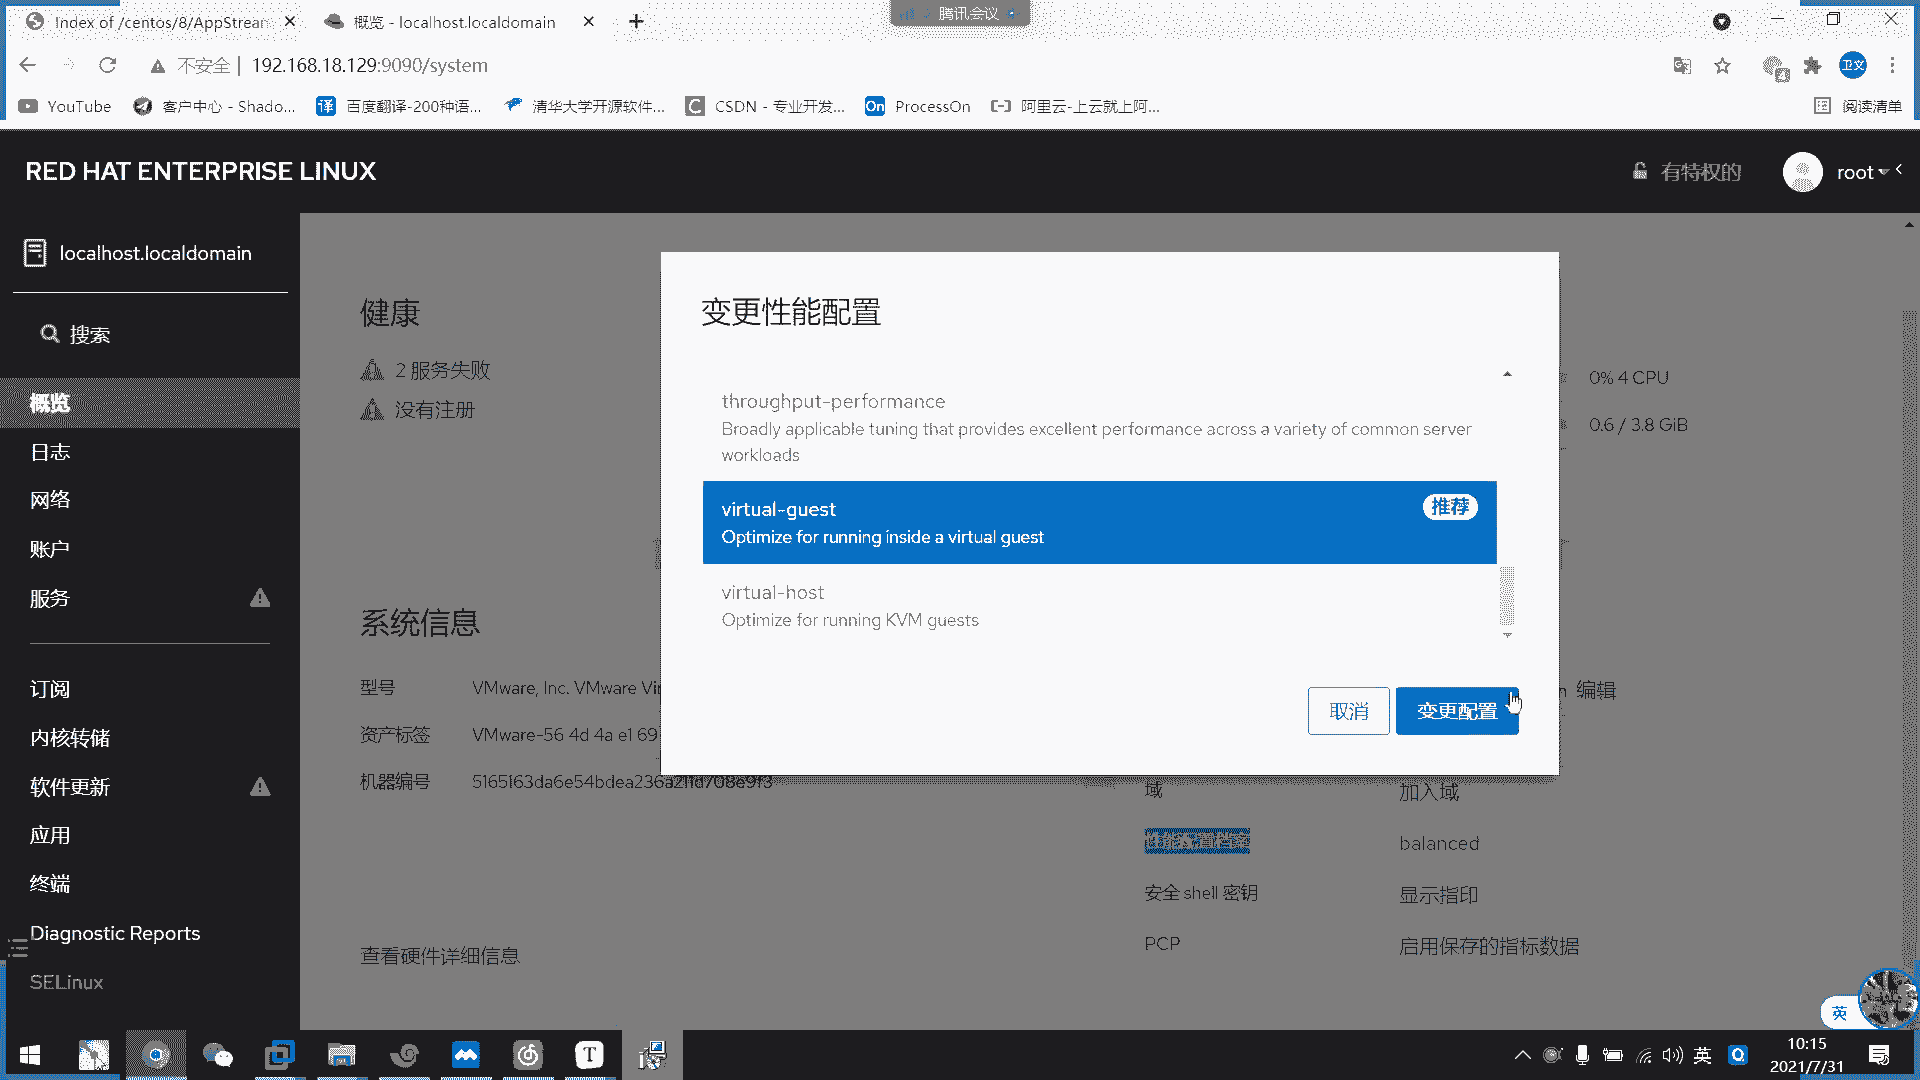 Index of /centos/8/AppStream
概览 - localhost.localdomain
腾讯会议
不安全
192.168.18.129:9090/system
卫文
YouTube
客户中心 - Shado...
百度翻译-200种语...
清华大学开源软件...
CSDN - 专业开发...
ProcessOn
阿里云-上云就上阿...
阅读清单
RED HAT ENTERPRISE LINUX
有特权的
root
localhost.localdomain
搜索
概览
日志
网络
账户
服务
订阅
内核转储
软件更新
应用
终端
Diagnostic Reports
SELinux
健康
2 服务失败
没有注册
0% 4 CPU
0.6 / 3.8 GiB
变更性能配置
throughput-performance
Broadly applicable tuning that provides excellent performance across a variety of common server
workloads
virtual-guest
推荐
Optimize for running inside a virtual guest
virtual-host
Optimize for running KVM guests
取消
变更配置
系统信息
型号
VMware, Inc. VMware
资产标签
VMware-56 4d 4a e1 69
机器编号
编辑
域
加入域
性能配置档案
balanced
安全 shell 密钥
显示指印
PCP
启用保存的指标数据
查看硬件详细信息
英
英
10:15
2021/7/31